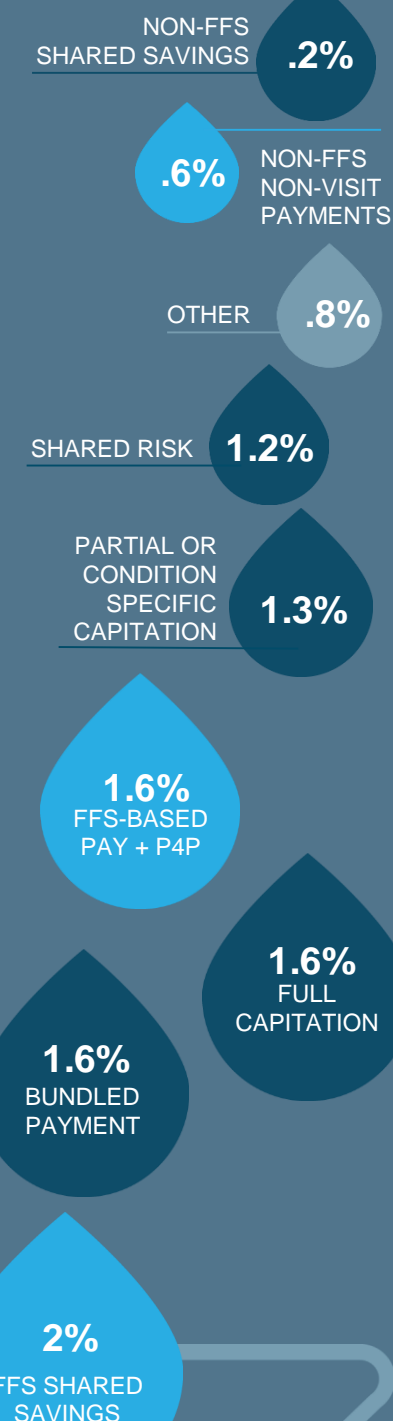 NON-FFS
SHARED SAVINGS
.2%
.6%
NON-FFS
NON-VISIT
PAYMENTS
OTHER
.8%
SHARED RISK
1.2%
PARTIAL OR
CONDITION
SPECIFIC
CAPITATION
1.3%
1.6%
FFS-BASED
PAY + P4P
1.6%
FULL
CAPITATION
1.6%
BUNDLED
PAYMENT
2%
FFS SHARED
SAVINGS